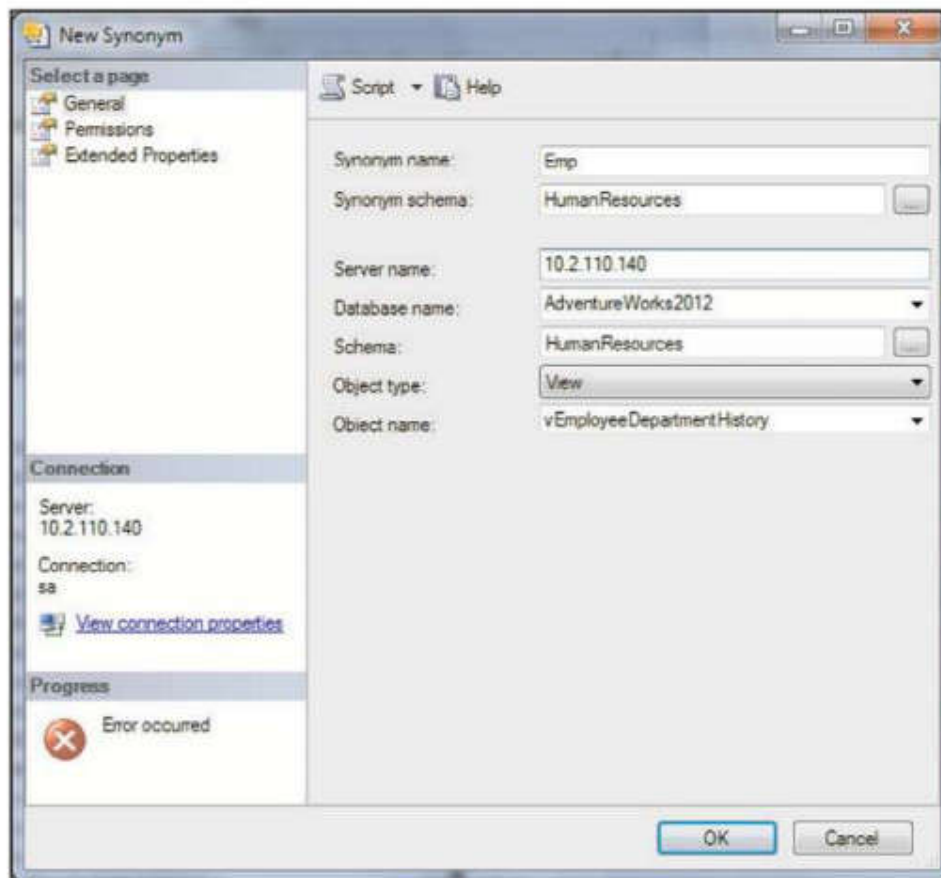 New Synonym
Select a page
General
Permissions
Extended Properties
Script
Help
Synonym name:
Emp
Synonym schema:
HumanResources
...
Server name:
10.2.110.140
Database name:
AdventureWorks2012
Schema:
HumanResources
...
Object type:
View
Object name:
vEmployeeDepartmentHistory
Connection
Server:
10.2.110.140
Connection:
sa
View connection properties
Progress
Error occurred
OK
Cancel